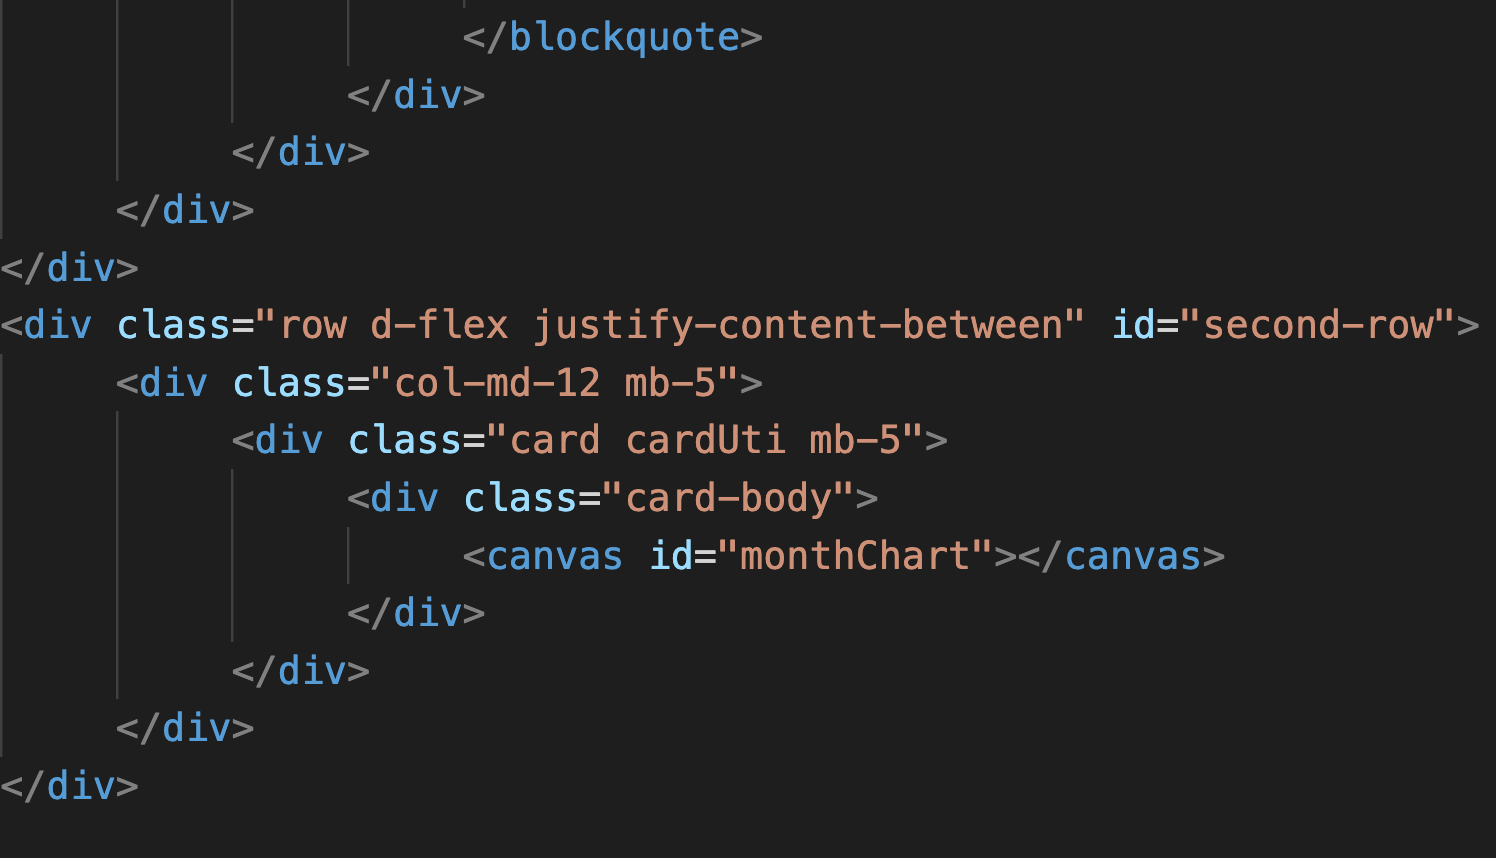 </blockquote>
</div>
</div>
</div>
</div>
<div class="row d-flex justify-content-between" id="second-row">
<div class="col-md-12 mb-5">
<div class="card cardUti mb-5">
<div class="card-body">
<canvas id="monthChart"></canvas>
</div>
</div>
</div>
</div>